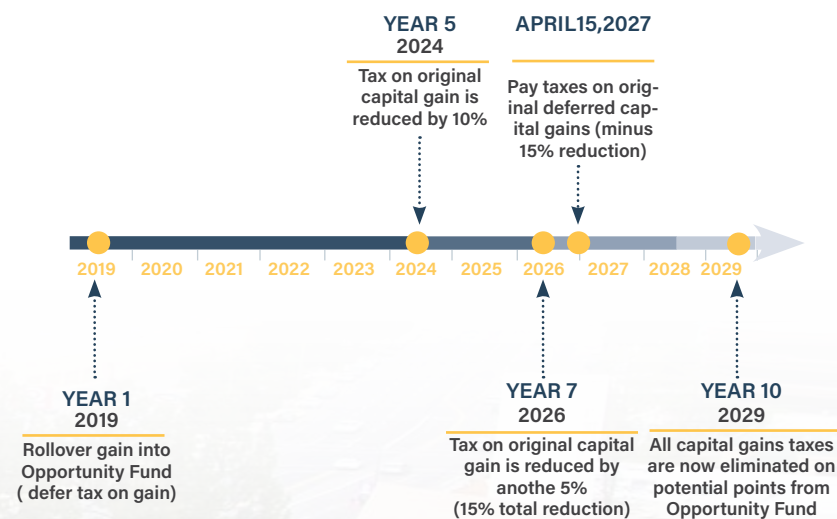 YEAR 5
2024
Tax on original
capital gain is
reduced by 10%
APRIL15,2027
Pay taxes on orig-
inal deferred cap-
ital gains (minus
15% reduction)
2019 2020 2021 2022 2023 2024 2025 2026 2027 2028 2029
YEAR 1
2019
Rollover gain into
Opportunity Fund
( defer tax on gain)
YEAR 7
2026
Tax on original capital
gain is reduced by
anothe 5%
(15% total reduction)
YEAR 10
2029
All capital gains taxes
are now eliminated on
potential points from
Opportunity Fund